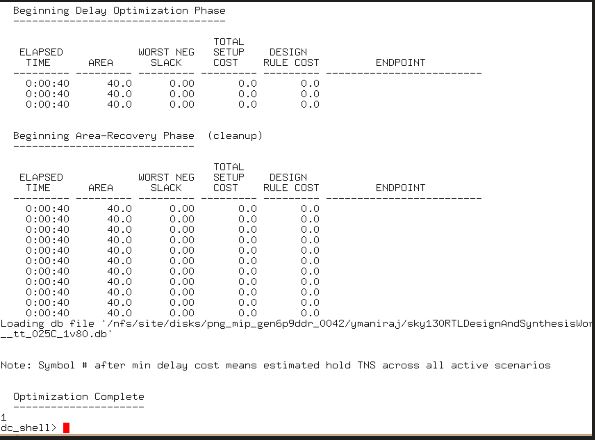 Beginning Delay Optimization Phase
----------------------------------
TOTAL
ELAPSED WORST NEG SETUP DESIGN
TIME AREA SLACK COST RULE COST ENDPOINT
--------- --------- --------- --------- --------- -------------------------
0:00:40 40.0 0.00 0.0 0.0
0:00:40 40.0 0.00 0.0 0.0
0:00:40 40.0 0.00 0.0 0.0
Beginning Area-Recovery Phase (cleanup)
-----------------------------
TOTAL
ELAPSED WORST NEG SETUP DESIGN
TIME AREA SLACK COST RULE COST ENDPOINT
--------- --------- --------- --------- --------- -------------------------
0:00:40 40.0 0.00 0.0 0.0
0:00:40 40.0 0.00 0.0 0.0
0:00:40 40.0 0.00 0.0 0.0
0:00:40 40.0 0.00 0.0 0.0
0:00:40 40.0 0.00 0.0 0.0
0:00:40 40.0 0.00 0.0 0.0
0:00:40 40.0 0.00 0.0 0.0
0:00:40 40.0 0.00 0.0 0.0
0:00:40 40.0 0.00 0.0 0.0
0:00:40 40.0 0.00 0.0 0.0
0:00:40 40.0 0.00 0.0 0.0
Loading db file '/nfs/site/disks/png_mip_gen6p9ddr_0042/ymaniraj/sky130RTLDesignAndSynthesisWor
__tt_025C_1v80.db'
Note: Symbol # after min delay cost means estimated hold TNS across all active scenarios
Optimization Complete
---------------------
1
dc_shell>